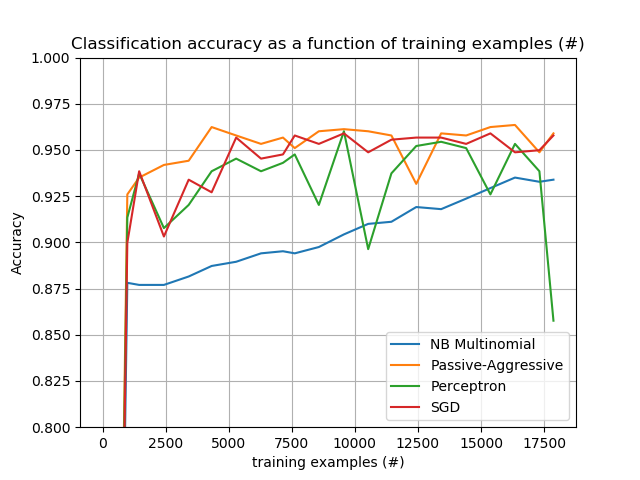 Classification accuracy as a function of training examples (#)
1.000
0.975
0.950
0.925
0.900
0.875
0.850
0.825
0.800
Accuracy
NB Multinomial
Passive-Aggressive
Perceptron
SGD
0 2500 5000 7500 10000 12500 15000 17500
training examples (#)